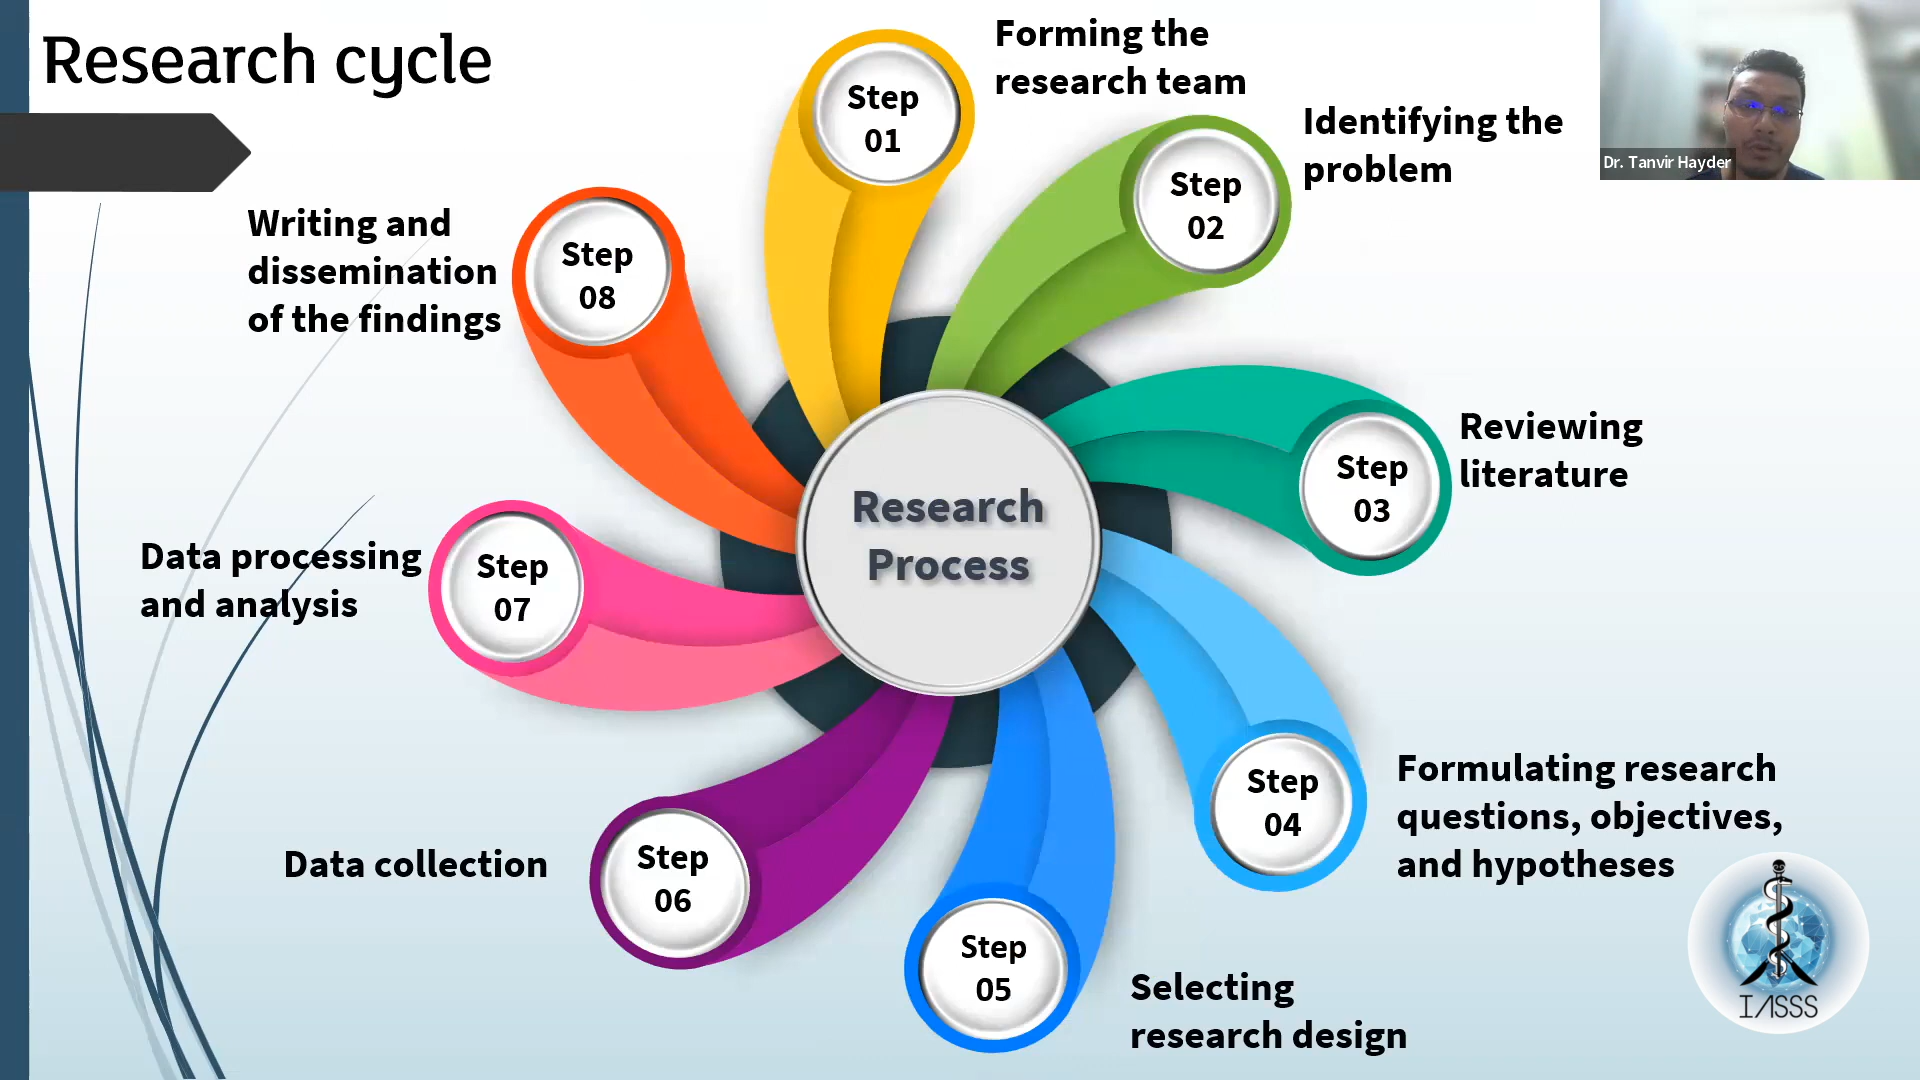 Research cycle
Step
01
Forming the
research team
Step
02
Identifying the
problem
Step
03
Reviewing
literature
Step
04
Formulating research
questions, objectives,
and hypotheses
Step
05
Selecting
research design
Step
06
Data collection
Step
07
Data processing
and analysis
Step
08
Writing and
dissemination
of the findings
Research
Process
Dr. Tanvir Hayder
IASSS